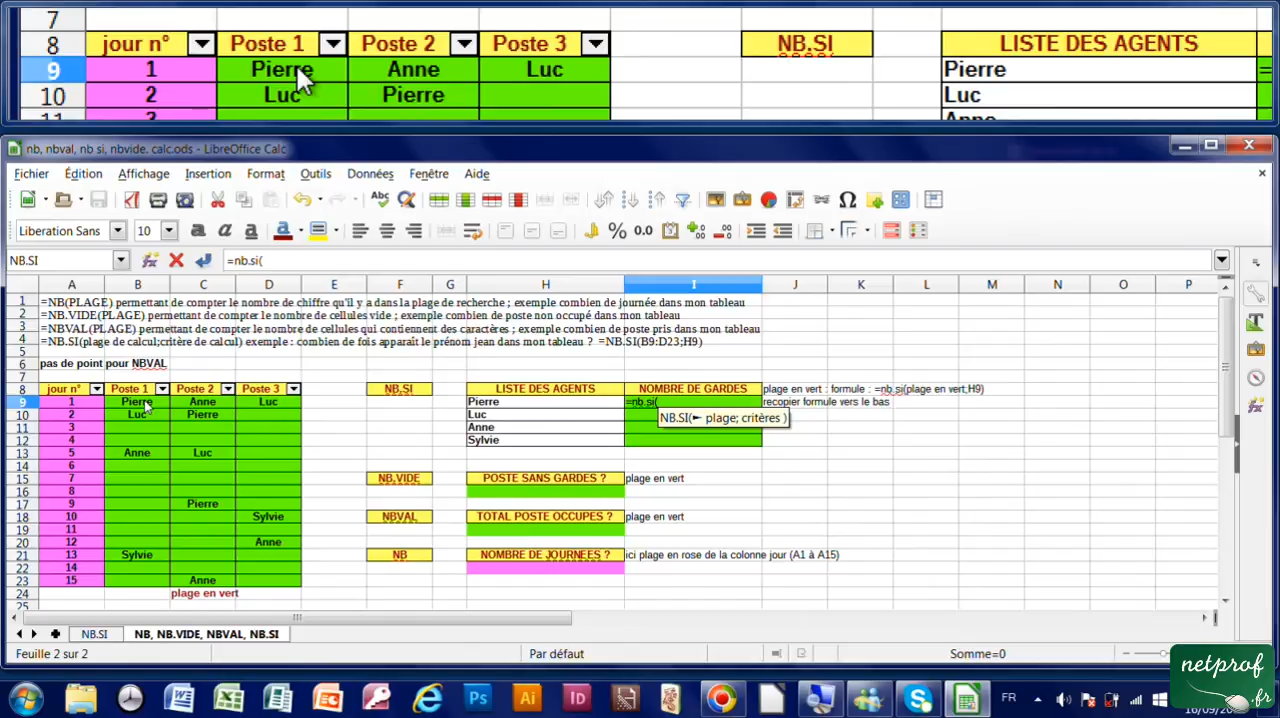 7
8 jour n° Poste 1 Poste 2 Poste 3 NB.SI LISTE DES AGENTS
9 1 Pierre Anne Luc Pierre =
10 2 Luc Pierre Luc
11 3 Anne
nb, nbval, nb si, nbvide. calc.ods - LibreOffice Calc
Fichier Édition Affichage Insertion Format Outils Données Fenêtre Aide
Liberation Sans 10
NB.SI =nb.si(
A B C D E F G H I J K L M N O P
1 =NB(PLAGE) permettant de compter le nombre de chiffre qu'il y a dans la plage de recherche ; exemple combien de journée dans mon tableau
2 =NB.VIDE(PLAGE) permettant de compter le nombre de cellules vide ; exemple combien de poste non occupé dans mon tableau
3 =NBVAL(PLAGE) permettant de compter le nombre de cellules qui contiennent des caractères ; exemple combien de poste pris dans mon tableau
4 =NB.SI(plage de calcul;critère de calcul) exemple : combien de fois apparaît le prénom jean dans mon tableau ? =NB.SI(B9:D23;H9)
5
6 pas de point pour NBVAL
7
8 jour n° Poste 1 Poste 2 Poste 3 NB.SI LISTE DES AGENTS NOMBRE DE GARDES plage en vert : formule : =nb.si(plage en vert;H9)
9 1 Pierre Anne Luc Pierre =nb.si( recopier formule vers le bas
10 2 Luc Pierre Luc NB.SI(► plage; critères )
11 3 Anne
12 4 Sylvie
13 5 Anne Luc
14 6
15 7 NB.VIDE POSTE SANS GARDES ? plage en vert
16 8
17 9 Pierre
18 10 Sylvie NBVAL TOTAL POSTE OCCUPES ? plage en vert
19 11
20 12 Anne
21 13 Sylvie NB NOMBRE DE JOURNEES ? ici plage en rose de la colonne jour (A1 à A15)
22 14
23 15 Anne
24 plage en vert
25
NB.SI NB, NB.VIDE, NBVAL, NB.SI
Feuille 2 sur 2 Par défaut Somme=0
netprof
.fr
FR